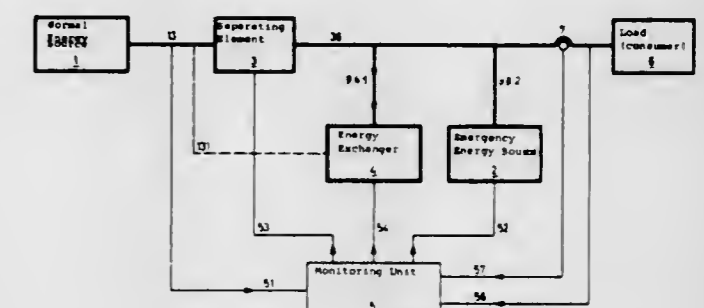 Normal
Energy
Source
1
13
Separating
Element
3
36
7
Load
(consumer)
6
131
Energy
Exchanger
4
Emergency
Energy Source
2
53
54
52
Monitoring Unit
5
51
57
56